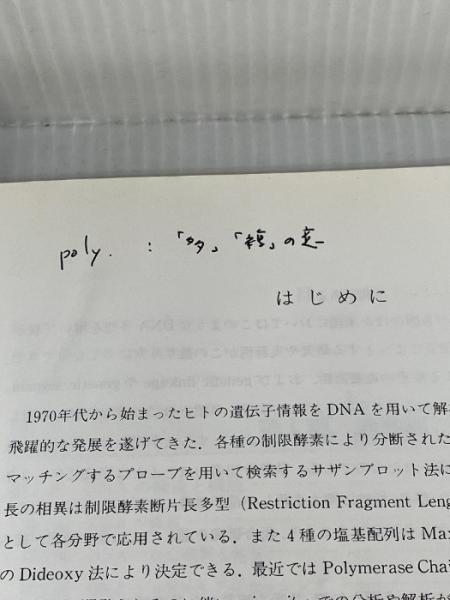 poly. : 「多」「複」の意
はじめに
1970年代から始まったヒトの遺伝子情報をDNAを用いて解
飛躍的な発展を遂げてきた．各種の制限酵素により分断された
マッチングするプローブを用いて検索するサザンブロット法に
長の相異は制限酵素断片長多型（Restriction Fragment Leng
として各分野で応用されている．また4種の塩基配列はMax
のDideoxy法により決定できる．最近ではPolymerase Chai